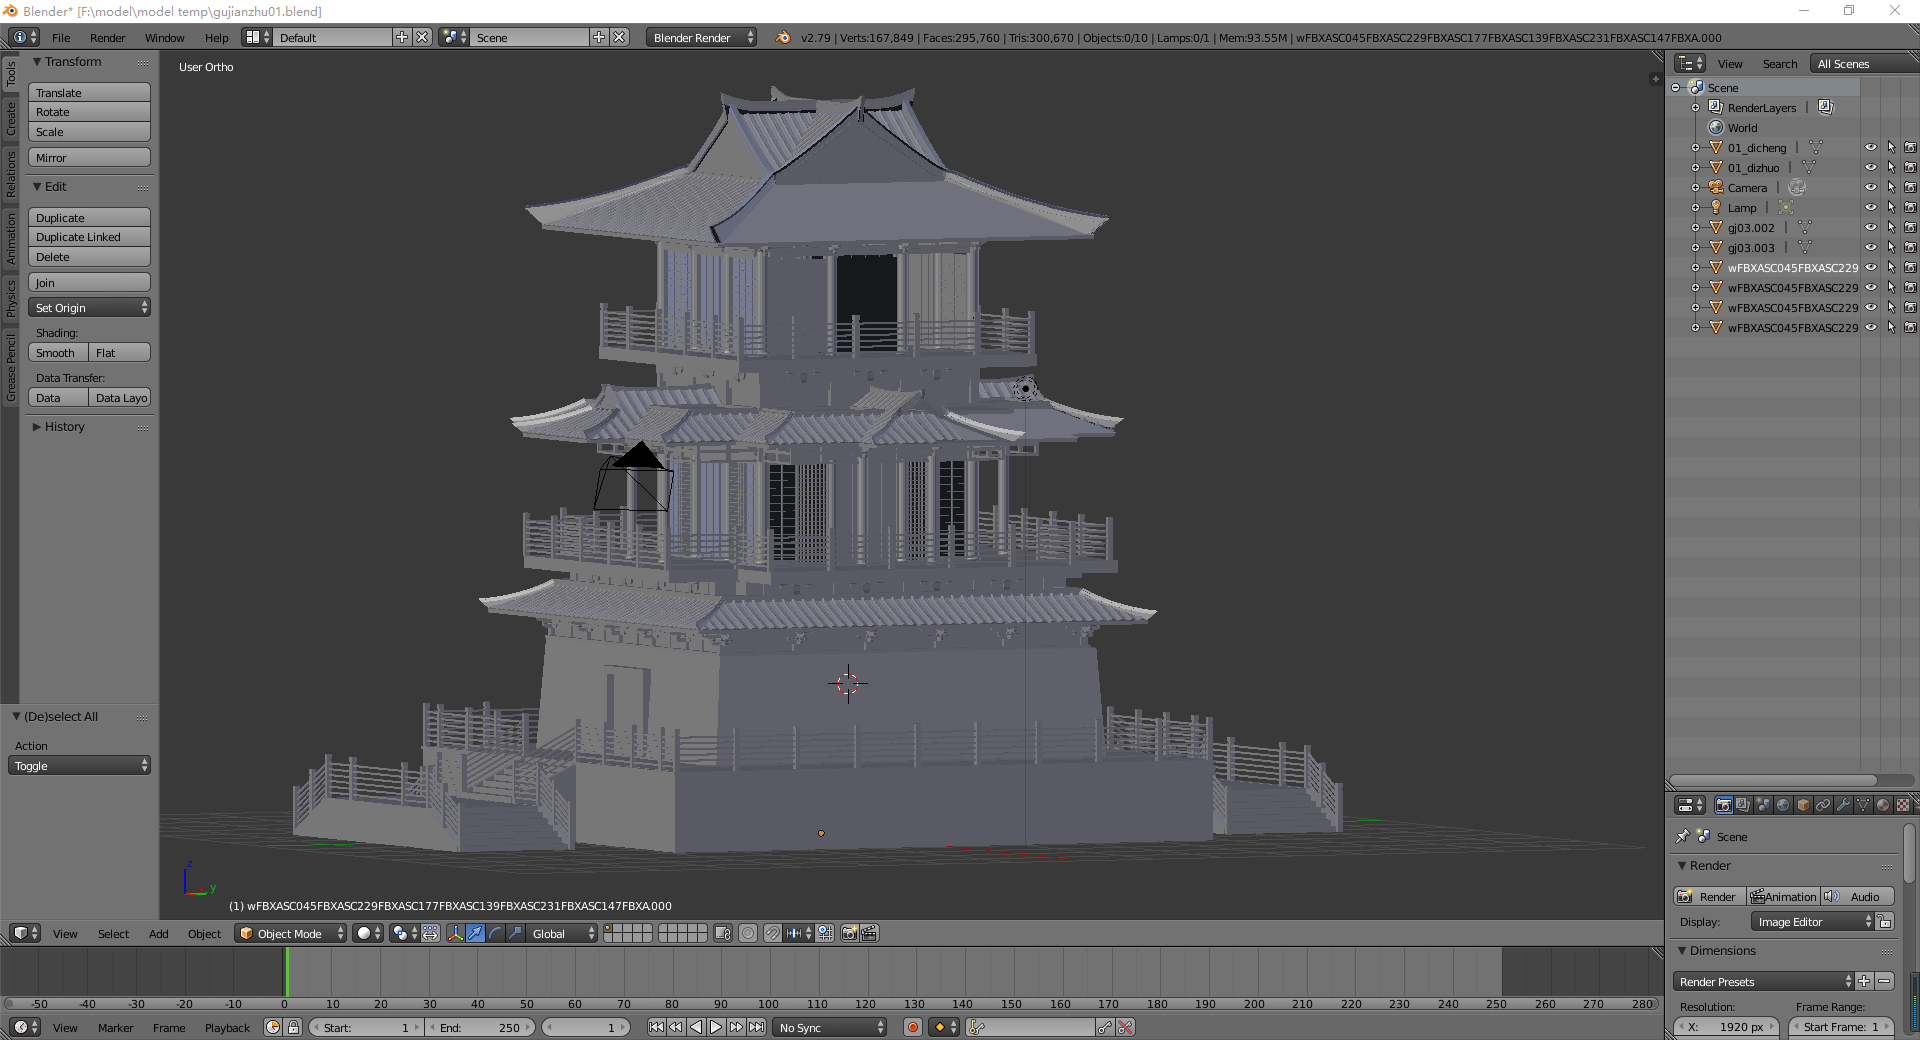 Blender* [F:\model\model temp\gujianzhu01.blend]
File Render Window Help Default Scene Blender Render v2.79 | Verts:167,849 | Faces:295,760 | Tris:300,670 | Objects:0/10 | Lamps:0/1 | Mem:93.55M | wFBXASC045FBXASC229FBXASC177FBXASC139FBXASC231FBXASC147FBXA.000
Tools
Create
Relations
Animation
Physics
Grease Pencil
Transform
Translate
Rotate
Scale
Mirror
Edit
Duplicate
Duplicate Linked
Delete
Join
Set Origin
Shading:
Smooth Flat
Data Transfer:
Data Data Layo
History
(De)select All
Action
Toggle
User Ortho
z
y
(1) wFBXASC045FBXASC229FBXASC177FBXASC139FBXASC231FBXASC147FBXA.000
View Select Add Object Object Mode Global
-50 -40 -30 -20 -10 0 10 20 30 40 50 60 70 80 90 100 110 120 130 140 150 160 170 180 190 200 210 220 230 240 250 260 270 280
View Marker Frame Playback Start: 1 End: 250 1 No Sync
View Search All Scenes
Scene
RenderLayers
World
01_dicheng
01_dizhuo
Camera
Lamp
gj03.002
gj03.003
wFBXASC045FBXASC229
wFBXASC045FBXASC229
wFBXASC045FBXASC229
wFBXASC045FBXASC229
Scene
Render
Render Animation Audio
Display: Image Editor
Dimensions
Render Presets
Resolution: Frame Range:
X: 1920 px Start Frame: 1